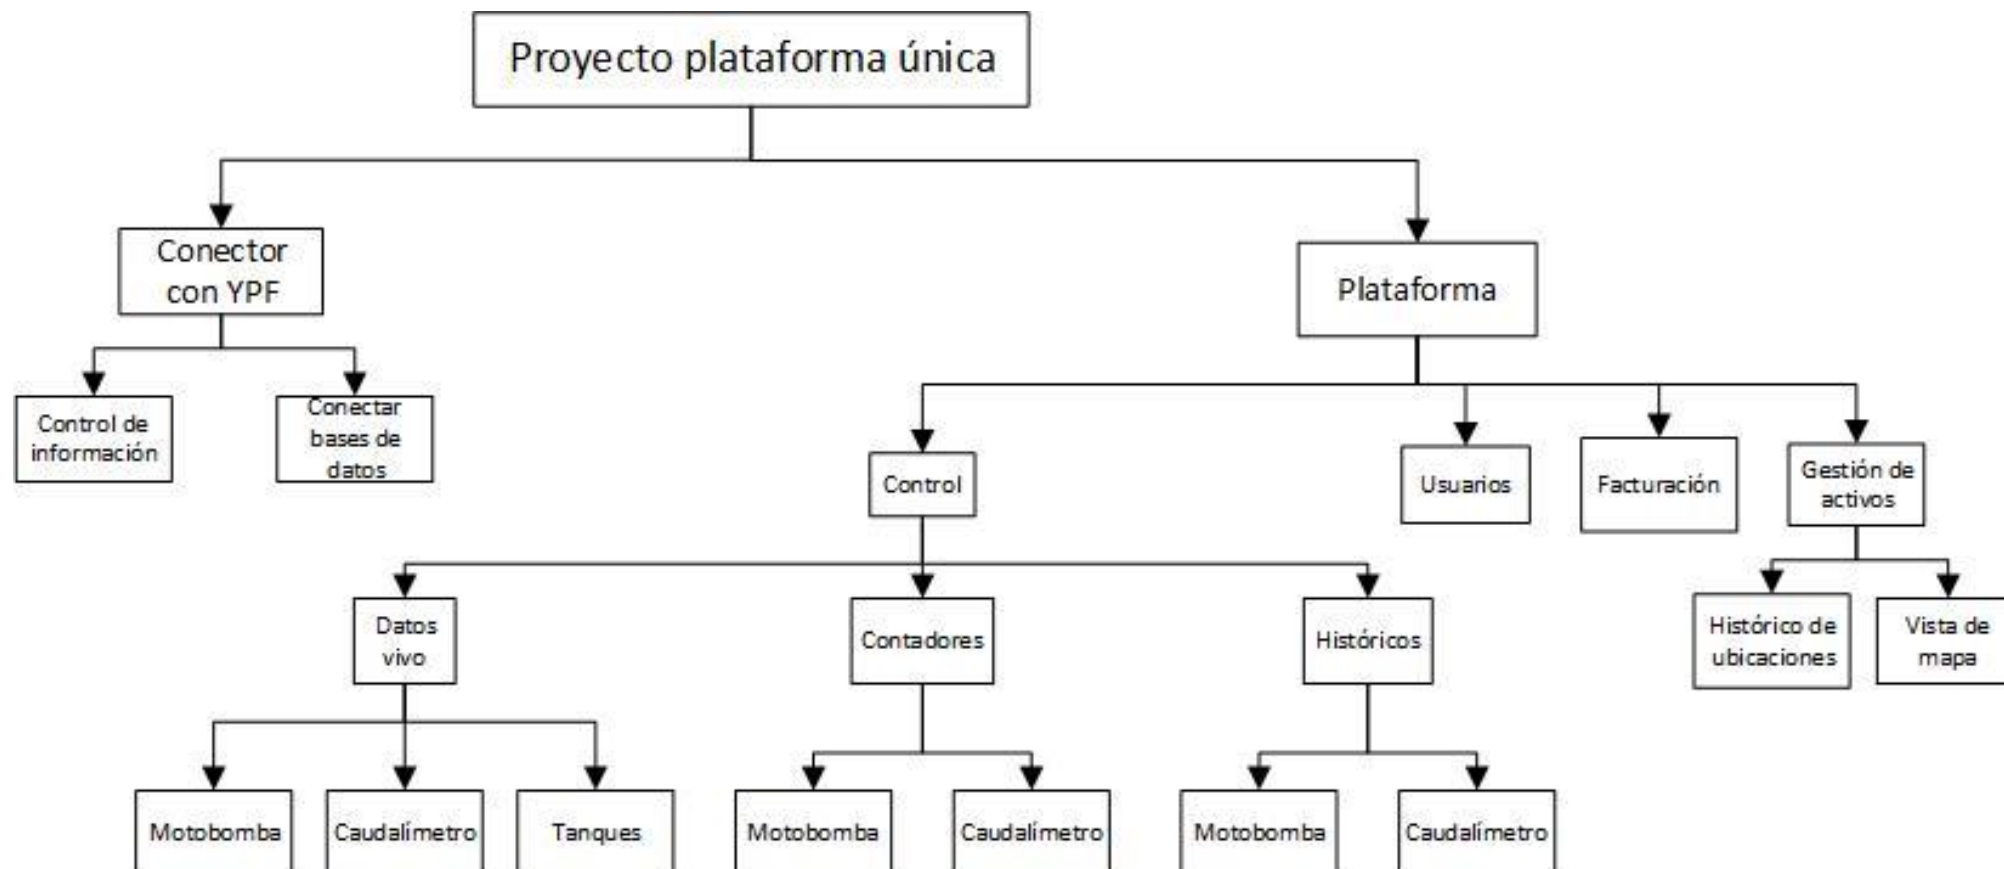 Proyecto plataforma única
Conector
con YPF
Plataforma
Control de
información
Conectar
bases de
datos
Control
Usuarios
Facturación
Gestión de
activos
Datos
vivo
Contadores
Históricos
Histórico de
ubicaciones
Vista de
mapa
Motobomba
Caudalímetro
Tanques
Motobomba
Caudalímetro
Motobomba
Caudalímetro